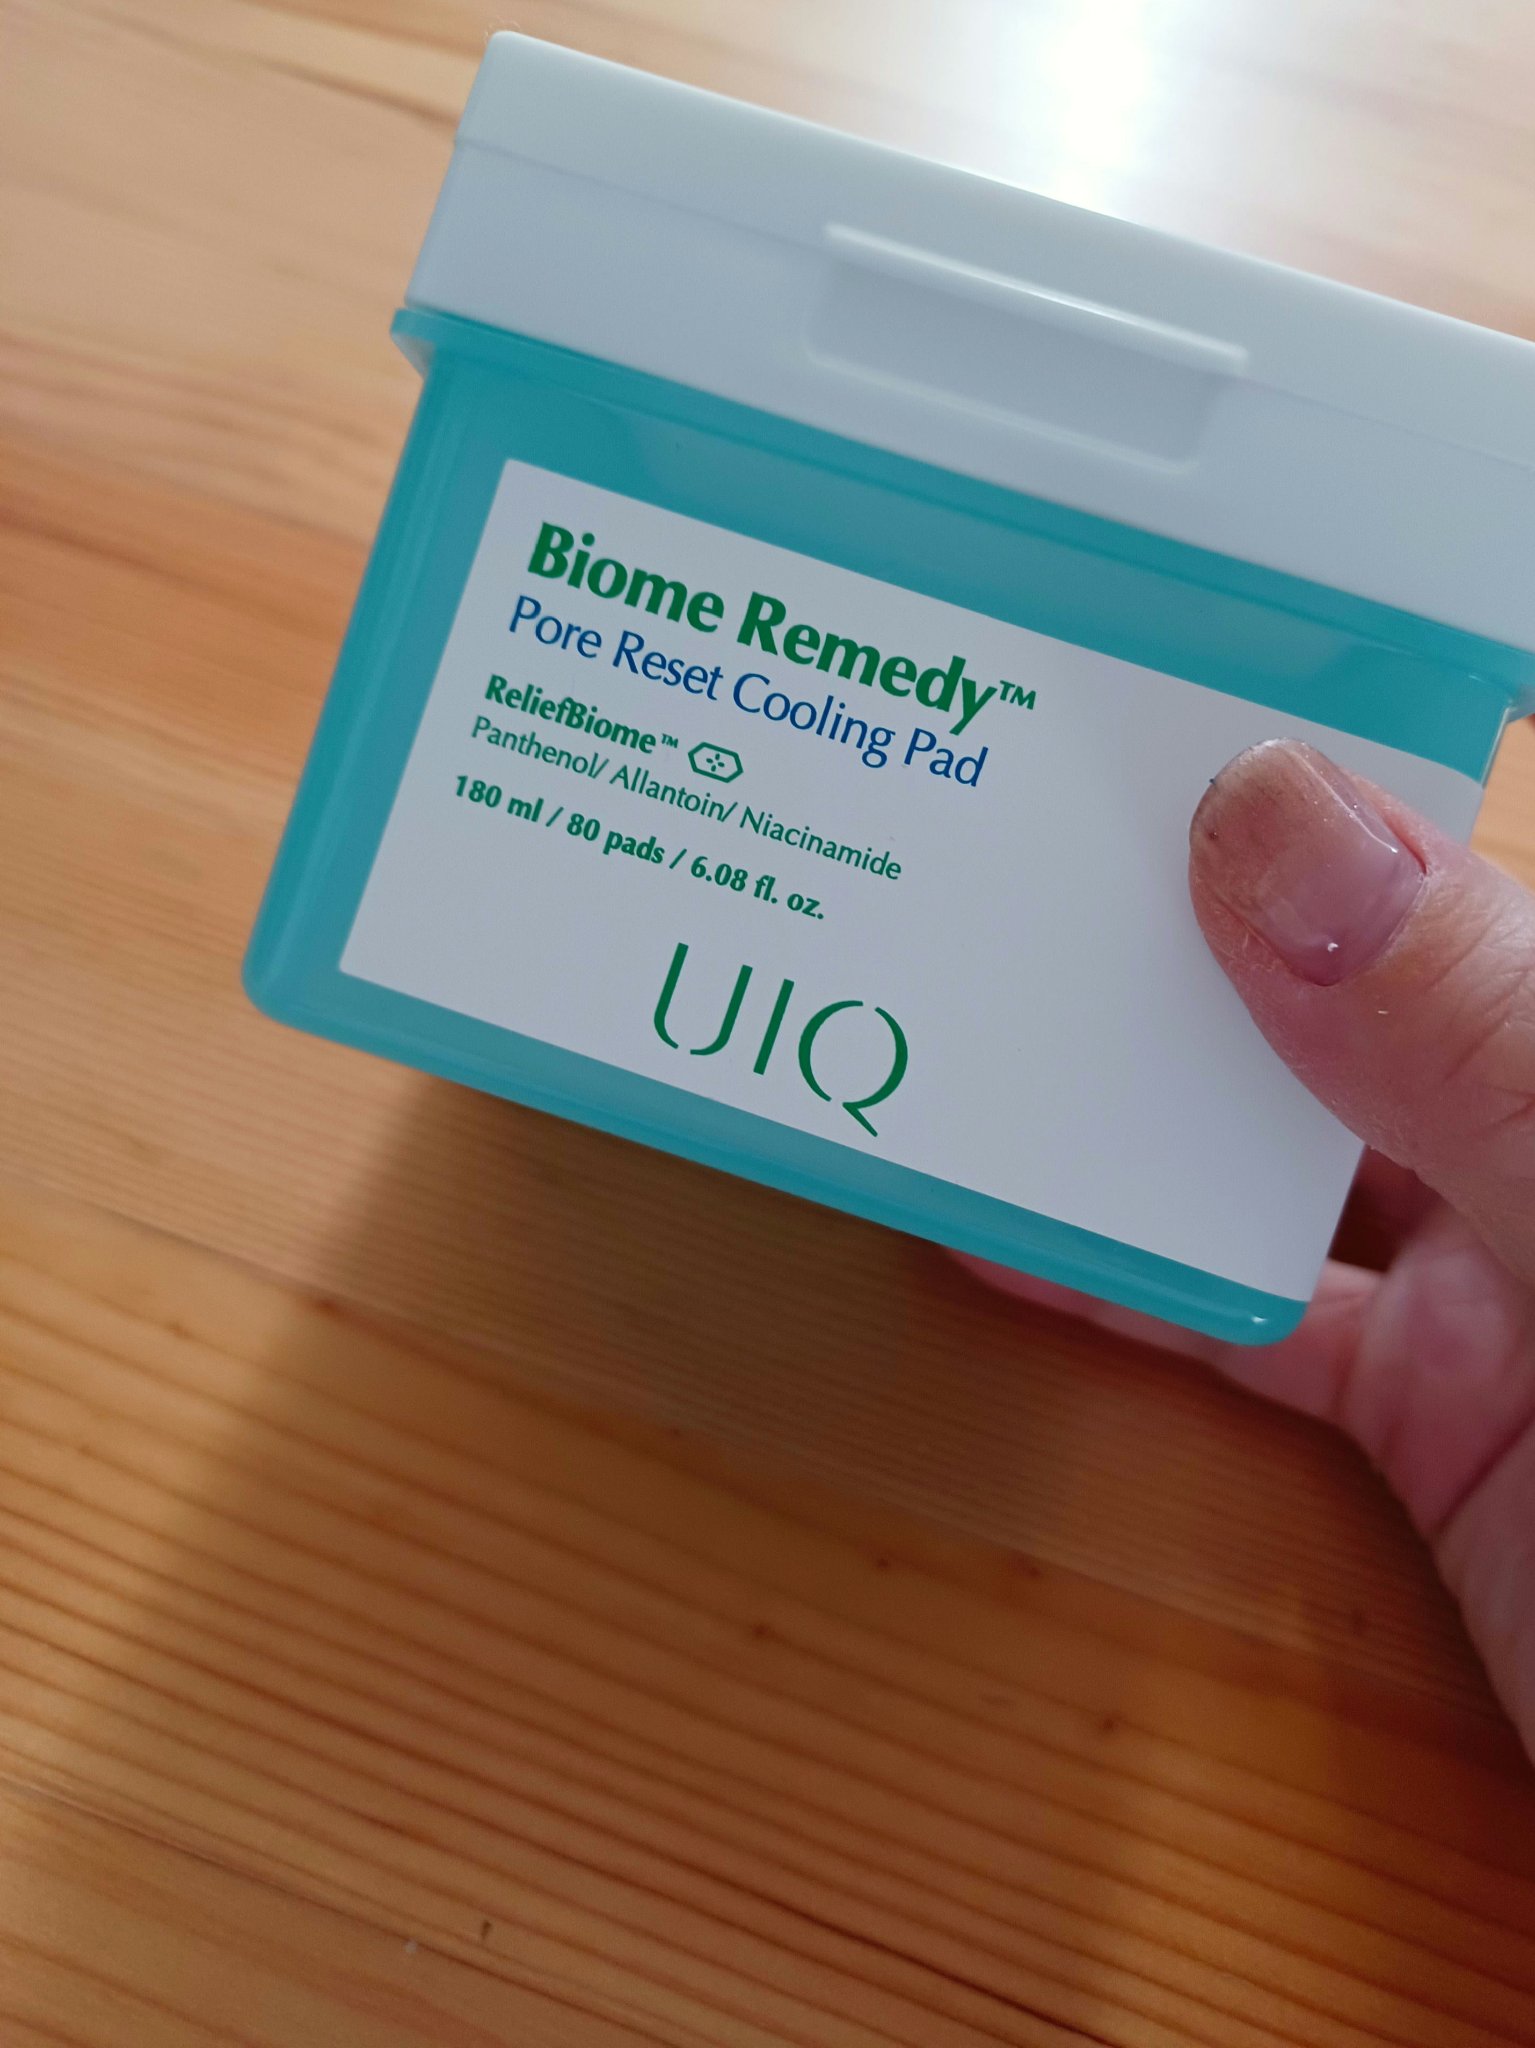 Biome Remedy™
Pore Reset Cooling Pad
ReliefBiome™
Panthenol/ Allantoin/ Niacinamide
180 ml / 80 pads / 6.08 fl. oz.
UIQ